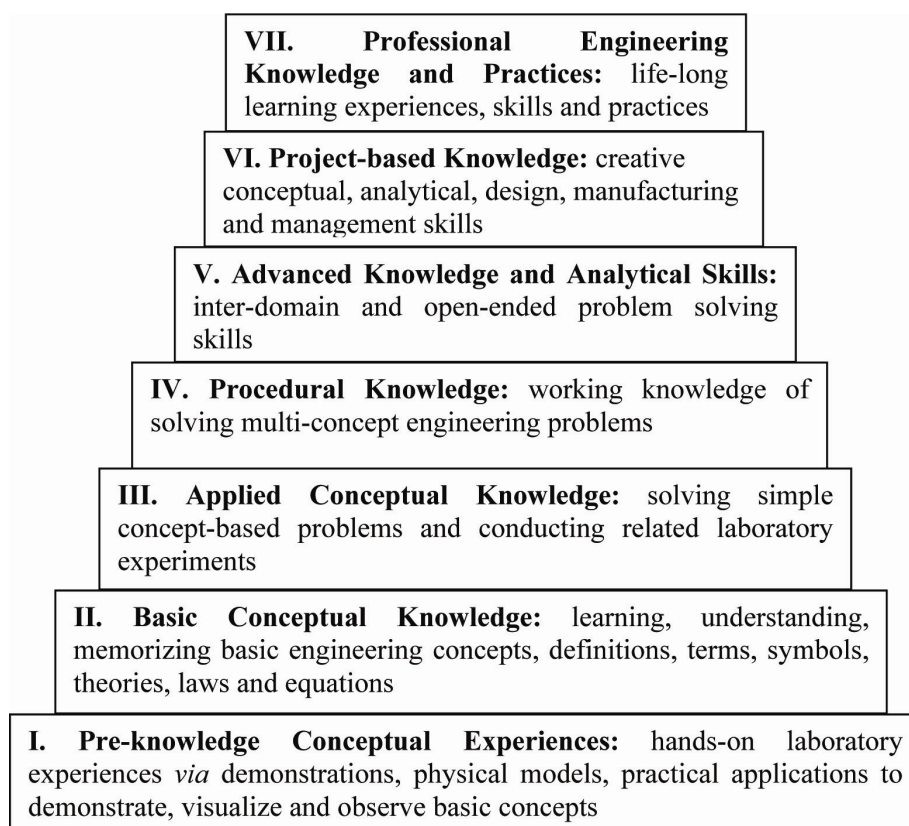 VII. Professional Engineering
Knowledge and Practices: life-long
learning experiences, skills and practices
VI. Project-based Knowledge: creative
conceptual, analytical, design, manufacturing
and management skills
V. Advanced Knowledge and Analytical Skills:
inter-domain and open-ended problem solving
skills
IV. Procedural Knowledge: working knowledge of
solving multi-concept engineering problems
III. Applied Conceptual Knowledge: solving simple
concept-based problems and conducting related laboratory
experiments
II. Basic Conceptual Knowledge: learning, understanding,
memorizing basic engineering concepts, definitions, terms, symbols,
theories, laws and equations
I. Pre-knowledge Conceptual Experiences: hands-on laboratory
experiences via demonstrations, physical models, practical applications to
demonstrate, visualize and observe basic concepts